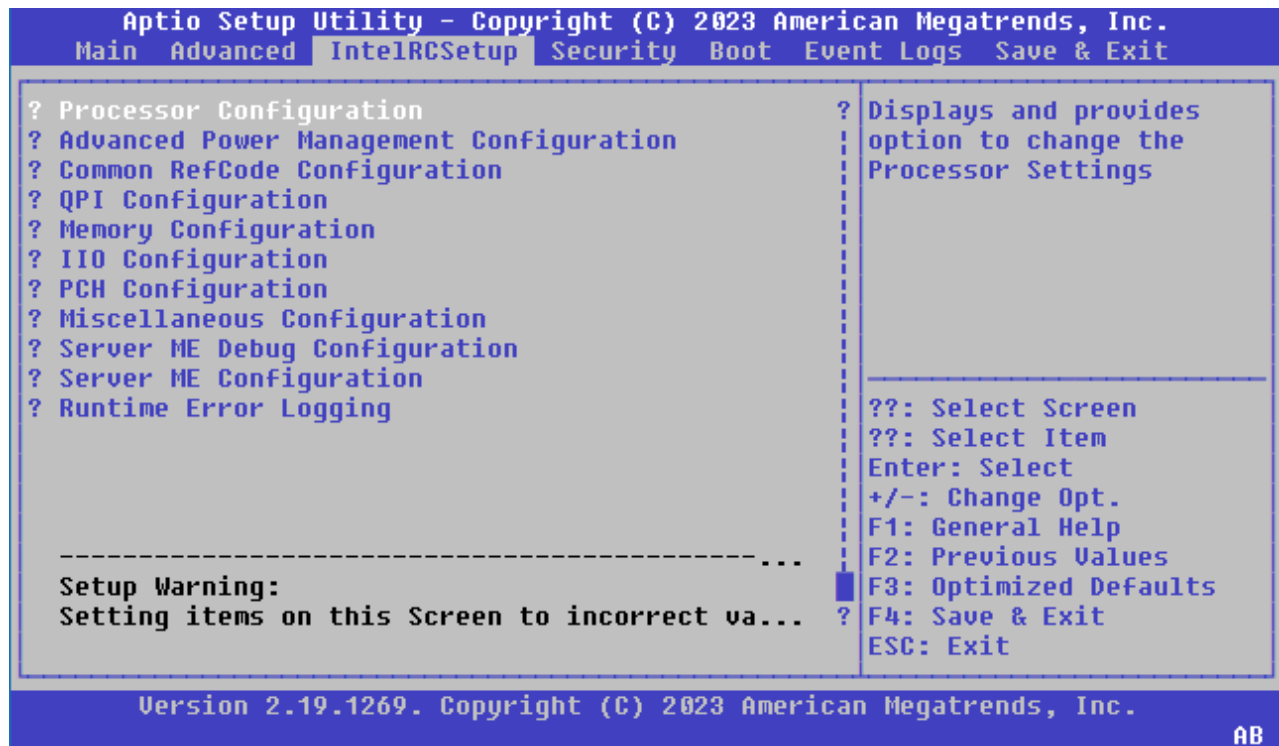 Aptio Setup Utility - Copyright (C) 2023 American Megatrends, Inc.
Main Advanced IntelRCSetup Security Boot Event Logs Save & Exit
? Processor Configuration ?
? Advanced Power Management Configuration
? Common RefCode Configuration
? QPI Configuration
? Memory Configuration
? IIO Configuration
? PCH Configuration
? Miscellaneous Configuration
? Server ME Debug Configuration
? Server ME Configuration
? Runtime Error Logging
--------------------------------------------...
Setup Warning:
Setting items on this Screen to incorrect va... ?
Displays and provides
option to change the
Processor Settings
??: Select Screen
??: Select Item
Enter: Select
+/-: Change Opt.
F1: General Help
F2: Previous Values
F3: Optimized Defaults
F4: Save & Exit
ESC: Exit
Version 2.19.1269. Copyright (C) 2023 American Megatrends, Inc.
AB